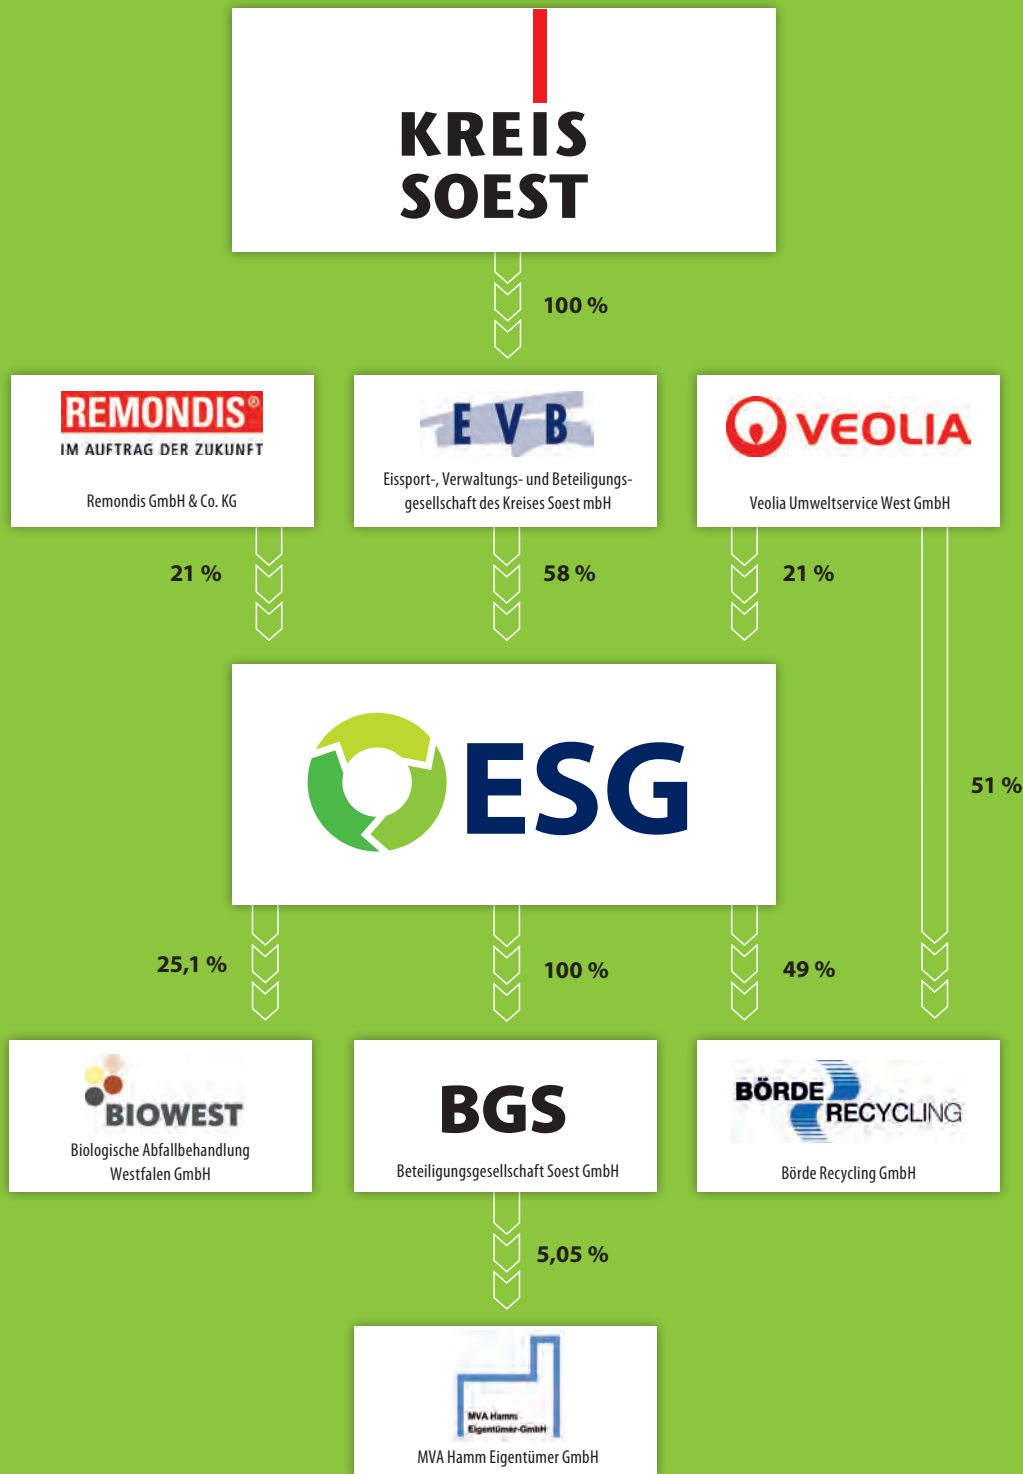 KREIS
SOEST
100 %
REMONDIS®
IM AUFTRAG DER ZUKUNFT
Remondis GmbH & Co. KG
EVB
Eissport-, Verwaltungs- und Beteiligungs-
gesellschaft des Kreises Soest mbH
VEOLIA
Veolia Umweltservice West GmbH
21 %
58 %
21 %
ESG
51 %
25,1 %
100 %
49 %
BIOWEST
Biologische Abfallbehandlung
Westfalen GmbH
BGS
Beteiligungsgesellschaft Soest GmbH
BÖRDE
RECYCLING
Börde Recycling GmbH
5,05 %
MVA Hamm
Eigentümer-GmbH
MVA Hamm Eigentümer GmbH